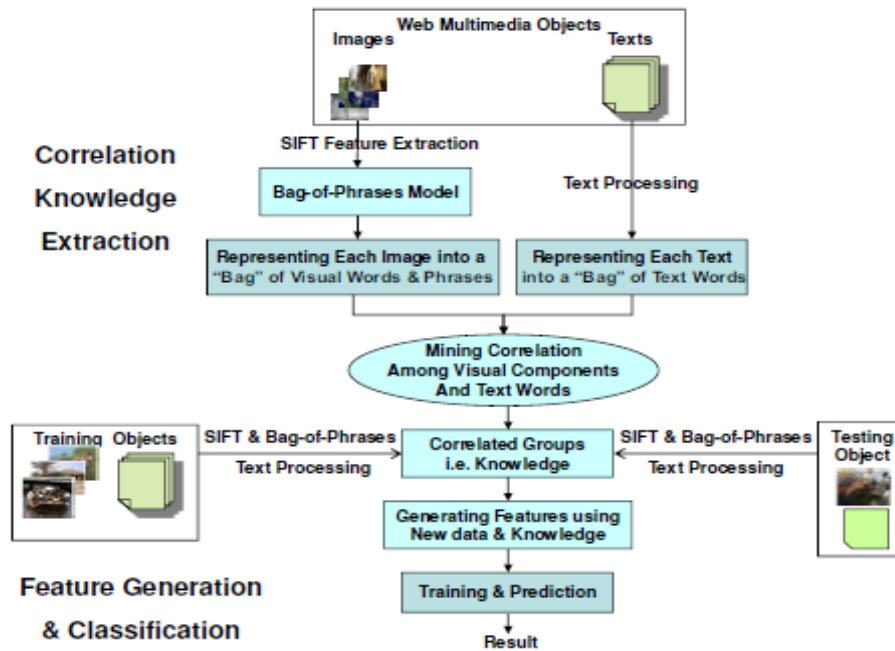 Web Multimedia Objects
Images
Texts
SIFT Feature Extraction
Correlation
Knowledge
Extraction
Bag-of-Phrases Model
Text Processing
Representing Each Image into a
“Bag” of Visual Words & Phrases
Representing Each Text
into a “Bag” of Text Words
Mining Correlation
Among Visual Components
And Text Words
Training Objects
SIFT & Bag-of-Phrases
Text Processing
Correlated Groups
i.e. Knowledge
SIFT & Bag-of-Phrases
Text Processing
Testing
Object
Generating Features using
New data & Knowledge
Feature Generation
& Classification
Training & Prediction
Result